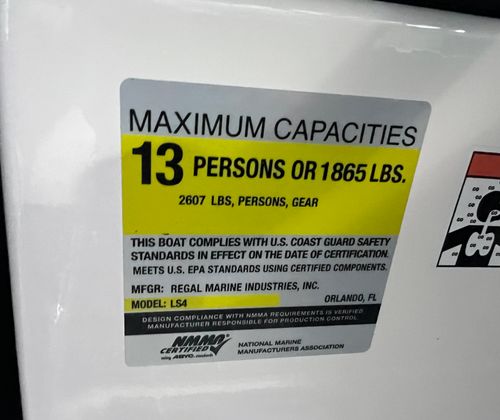 MAXIMUM CAPACITIES
13 PERSONS OR 1865 LBS.
2607 LBS, PERSONS, GEAR
THIS BOAT COMPLIES WITH U.S. COAST GUARD SAFETY
STANDARDS IN EFFECT ON THE DATE OF CERTIFICATION.
MEETS U.S. EPA STANDARDS USING CERTIFIED COMPONENTS.
MFGR: REGAL MARINE INDUSTRIES, INC.
MODEL: LS4 ORLANDO, FL
DESIGN COMPLIANCE WITH NMMA REQUIREMENTS IS VERIFIED
MANUFACTURER RESPONSIBLE FOR PRODUCTION CONTROL
NMMA
CERTIFIED
using ABYC standards
NATIONAL MARINE
MANUFACTURERS ASSOCIATION